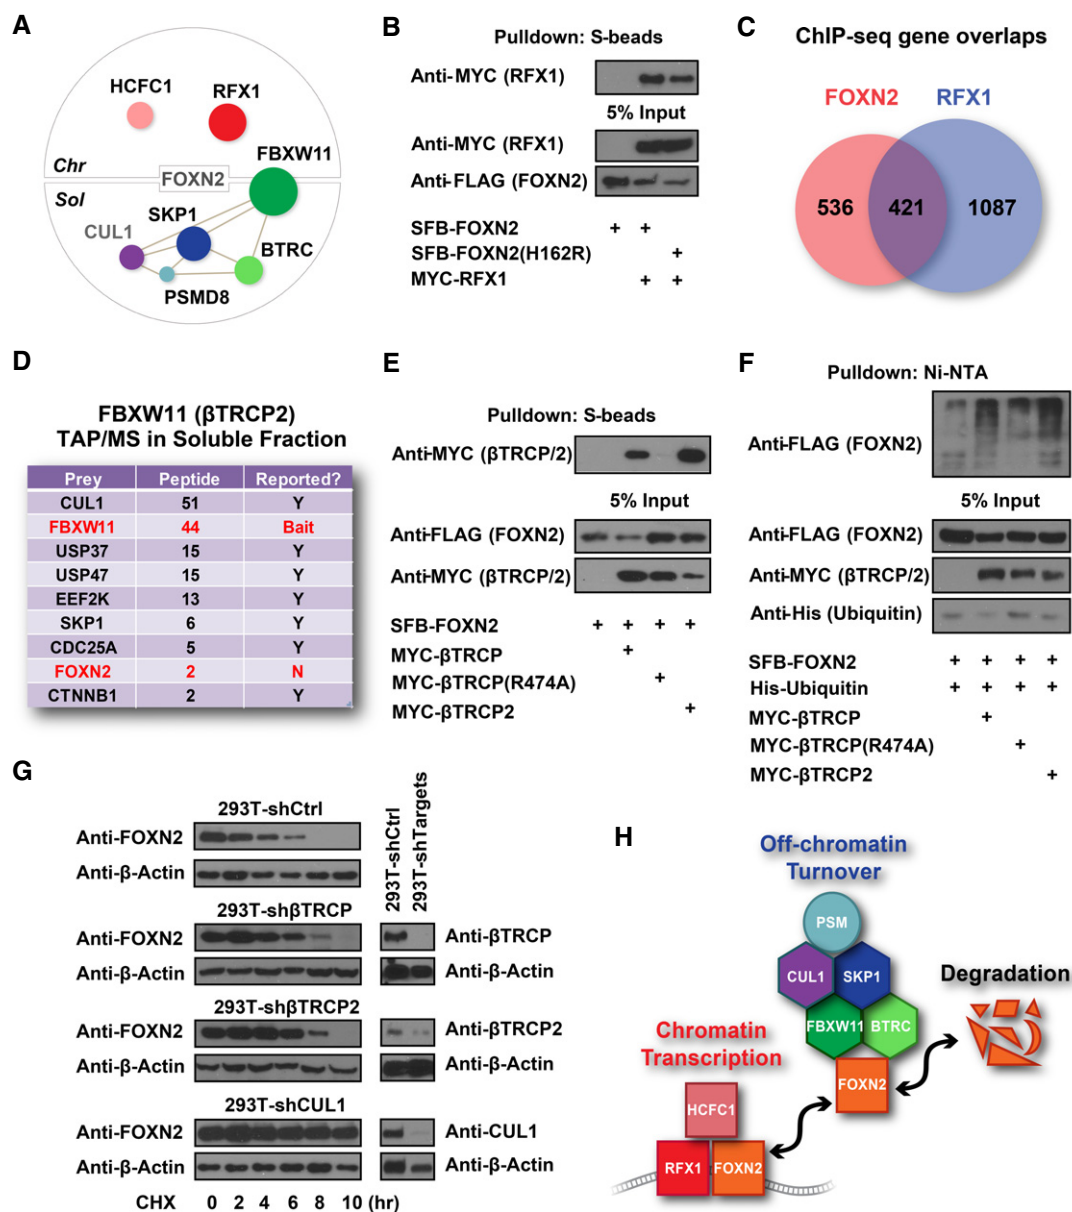 A
HCFC1
RFX1
FBXW11
Chr
FOXN2
Sol
SKP1
CUL1
BTRC
PSMD8
B
Pulldown: S-beads
Anti-MYC (RFX1)
5% Input
Anti-MYC (RFX1)
Anti-FLAG (FOXN2)
SFB-FOXN2 + +
SFB-FOXN2(H162R) +
MYC-RFX1 + +
C
ChIP-seq gene overlaps
FOXN2 RFX1
536 421 1087
D
FBXW11 (βTRCP2)
TAP/MS in Soluble Fraction
Prey Peptide Reported?
CUL1 51 Y
FBXW11 44 Bait
USP37 15 Y
USP47 15 Y
EEF2K 13 Y
SKP1 6 Y
CDC25A 5 Y
FOXN2 2 N
CTNNB1 2 Y
E
Pulldown: S-beads
Anti-MYC (βTRCP/2)
5% Input
Anti-FLAG (FOXN2)
Anti-MYC (βTRCP/2)
SFB-FOXN2 + + + +
MYC-βTRCP +
MYC-βTRCP(R474A) +
MYC-βTRCP2 +
F
Pulldown: Ni-NTA
Anti-FLAG (FOXN2)
5% Input
Anti-FLAG (FOXN2)
Anti-MYC (βTRCP/2)
Anti-His (Ubiquitin)
SFB-FOXN2 + + + +
His-Ubiquitin + + + +
MYC-βTRCP +
MYC-βTRCP(R474A) +
MYC-βTRCP2 +
G
293T-shCtrl
Anti-FOXN2
Anti-β-Actin
293T-shCtrl
293T-shTargets
293T-shβTRCP
Anti-FOXN2 Anti-βTRCP
Anti-β-Actin Anti-β-Actin
293T-shβTRCP2
Anti-FOXN2 Anti-βTRCP2
Anti-β-Actin Anti-β-Actin
293T-shCUL1
Anti-FOXN2 Anti-CUL1
Anti-β-Actin Anti-β-Actin
CHX 0 2 4 6 8 10 (hr)
H
Off-chromatin
Turnover
PSM
CUL1 SKP1
FBXW11 BTRC
FOXN2
Degradation
Chromatin
Transcription
HCFC1
RFX1 FOXN2